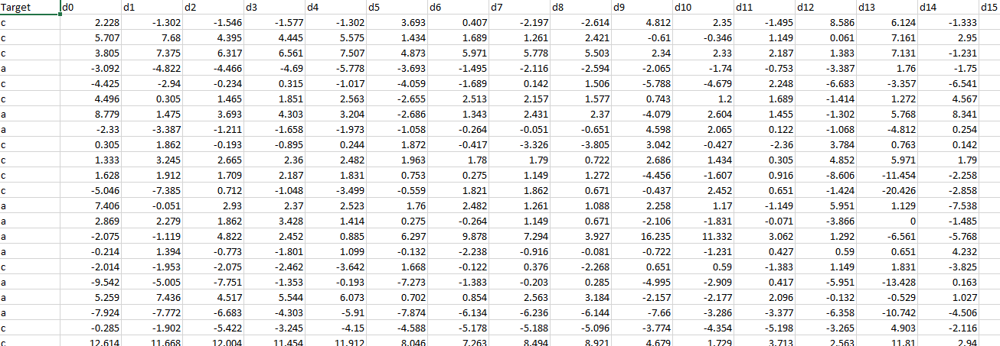 Target d0 d1 d2 d3 d4 d5 d6 d7 d8 d9 d10 d11 d12 d13 d14 d15
c 2.228 -1.302 -1.546 -1.577 -1.302 3.693 0.407 -2.197 -2.614 4.812 2.35 -1.495 8.586 6.124 -1.333
c 5.707 7.68 4.395 4.445 5.575 1.434 1.689 1.261 2.421 -0.61 -0.346 1.149 0.061 7.161 2.95
c 3.805 7.375 6.317 6.561 7.507 4.873 5.971 5.778 5.503 2.34 2.33 2.187 1.383 7.131 -1.231
a -3.092 -4.822 -4.466 -4.69 -5.778 -3.693 -1.495 -2.116 -2.594 -2.065 -1.74 -0.753 -3.387 1.76 -1.75
c -4.425 -2.94 -0.234 0.315 -1.017 -4.059 -1.689 0.142 1.506 -5.788 -4.679 2.248 -6.683 -3.357 -6.541
c 4.496 0.305 1.465 1.851 2.563 -2.655 2.513 2.157 1.577 0.743 1.2 1.689 -1.414 1.272 4.567
a 8.779 1.475 3.693 4.303 3.204 -2.686 1.343 2.431 2.37 -4.079 2.604 1.455 -1.302 5.768 8.341
a -2.33 -3.387 -1.211 -1.658 -1.973 -1.058 -0.264 -0.051 -0.651 4.598 2.065 0.122 -1.068 -4.812 0.254
c 0.305 1.862 -0.193 -0.895 0.244 1.872 -0.417 -3.326 -3.805 3.042 -0.427 -2.36 3.784 0.763 0.142
c 1.333 3.245 2.665 2.36 2.482 1.963 1.78 1.79 0.722 2.686 1.434 0.305 4.852 5.971 1.79
c 1.628 1.912 1.709 2.187 1.831 0.753 0.275 1.149 1.272 -4.456 -1.607 0.916 -8.606 -11.454 -2.258
c -5.046 -7.385 0.712 -1.048 -3.499 -0.559 1.821 1.862 0.671 -0.437 2.452 0.651 -1.424 -20.426 -2.858
a 7.406 -0.051 2.93 2.37 2.523 1.76 2.482 1.261 1.088 2.258 1.17 -1.149 5.951 1.129 -7.538
a 2.869 2.279 1.862 3.428 1.414 0.275 -0.264 1.149 0.671 -2.106 -1.831 -0.071 -3.866 0 -1.485
a -2.075 -1.119 4.822 2.452 0.885 6.297 9.878 7.294 3.927 16.235 11.332 3.062 1.292 -6.561 -5.768
a -0.214 1.394 -0.773 -1.801 1.099 -0.132 -2.238 -0.916 -0.081 -0.722 -1.231 0.427 0.59 0.651 4.232
c -2.014 -1.953 -2.075 -2.462 -3.642 1.668 -0.122 0.376 -2.268 0.651 0.59 -1.383 1.149 1.831 -3.825
a -9.542 -5.005 -7.751 -1.353 -0.193 -7.273 -1.383 -0.203 0.285 -4.995 -2.909 0.417 -5.951 -13.428 0.163
a 5.259 7.436 4.517 5.544 6.073 0.702 0.854 2.563 3.184 -2.157 -2.177 2.096 -0.132 -0.529 1.027
a -7.924 -7.772 -6.683 -4.303 -5.91 -7.874 -6.134 -6.236 -6.144 -7.66 -3.286 -3.377 -6.358 -10.742 -4.506
c -0.285 -1.902 -5.422 -3.245 -4.15 -4.588 -5.178 -5.188 -5.096 -3.774 -4.354 -5.198 -3.265 4.903 -2.116
c 12.614 11.668 12.004 11.454 11.912 8.046 7.263 8.494 8.921 4.679 1.729 3.713 2.563 11.81 2.94